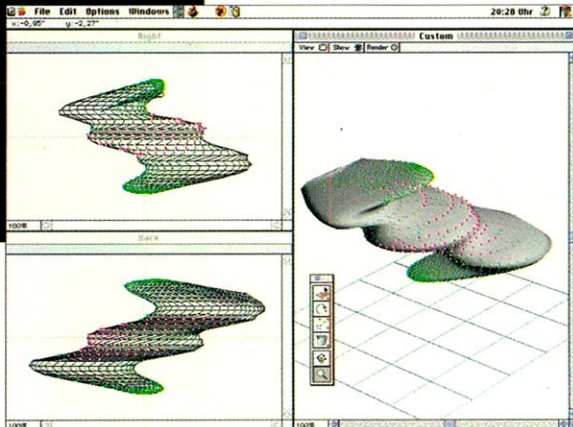 File Edit Options Windows
20:28 Uhr
x:-0,95" y:-2,27"
Right
Custom
View Show Render
100%
Back
100%
100%